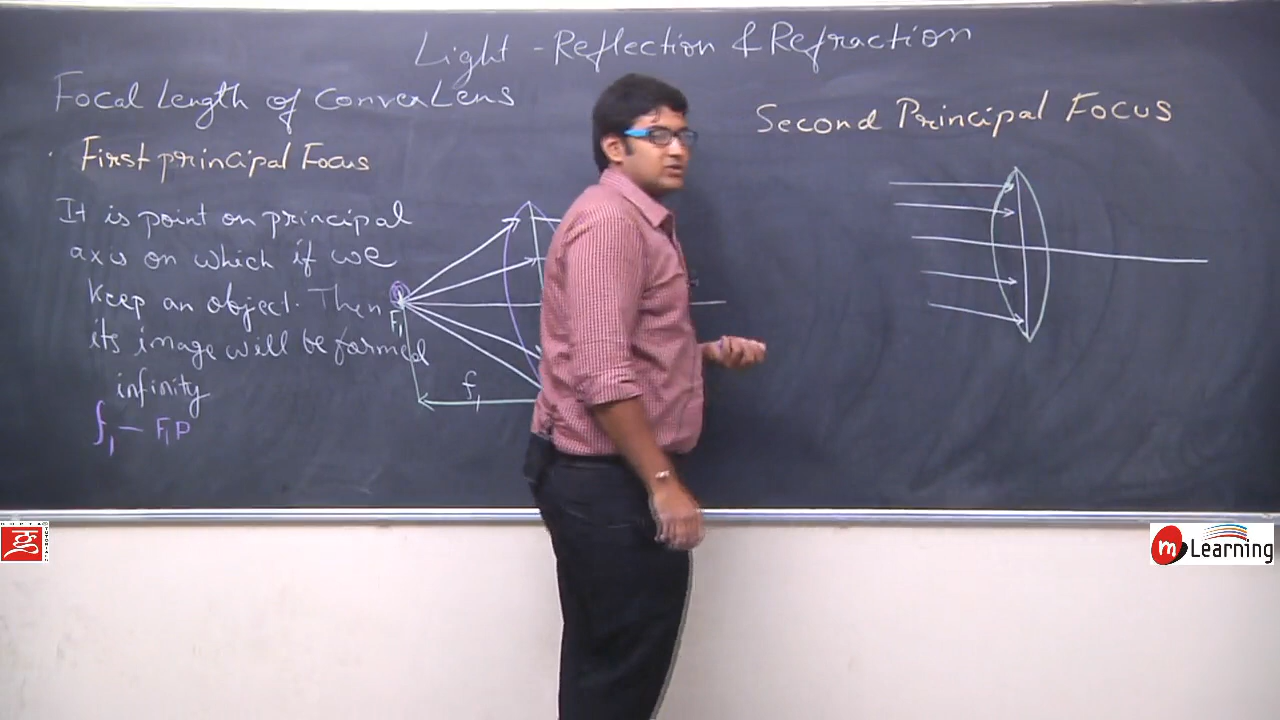 Light - Reflection & Refraction
Focal Length of Convex Lens
First principal Focus
It is point on principal
axis on which if we
keep an object. Then
its image will be formed
infinity
f₁ — F₁P
F₁
f₁
Second Principal Focus
GUPTA TUTORIALS
m Learning